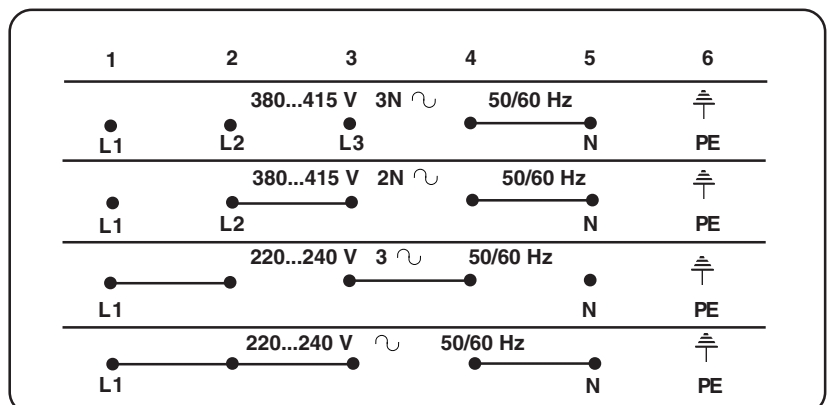 1 2 3 4 5 6
380...415 V 3N 50/60 Hz
L1 L2 L3 N PE
380...415 V 2N 50/60 Hz
L1 L2 N PE
220...240 V 3 50/60 Hz
L1 N PE
220...240 V 50/60 Hz
L1 N PE